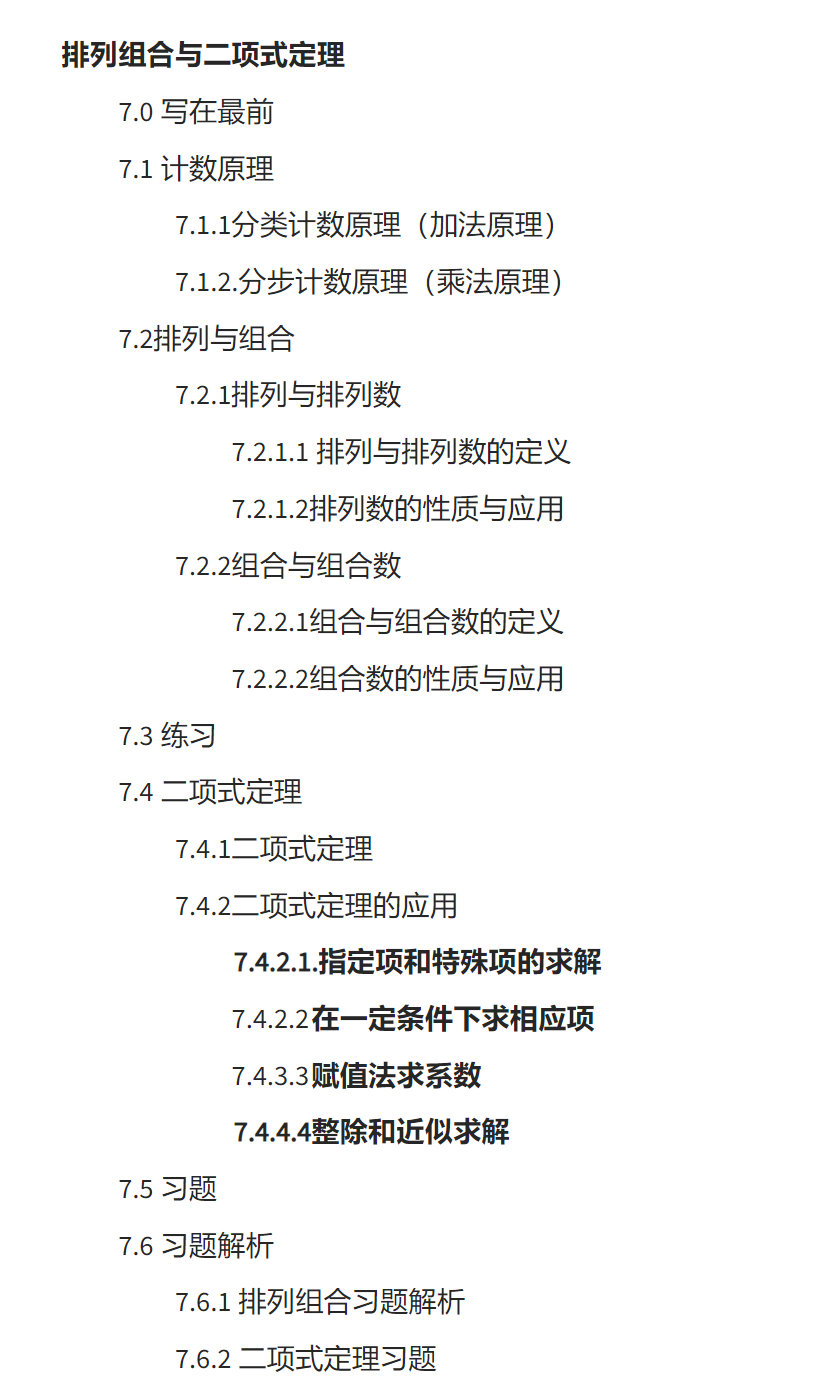 排列组合与二项式定理
7.0 写在最前
7.1 计数原理
7.1.1分类计数原理（加法原理）
7.1.2.分步计数原理（乘法原理）
7.2排列与组合
7.2.1排列与排列数
7.2.1.1 排列与排列数的定义
7.2.1.2排列数的性质与应用
7.2.2组合与组合数
7.2.2.1组合与组合数的定义
7.2.2.2组合数的性质与应用
7.3 练习
7.4 二项式定理
7.4.1二项式定理
7.4.2二项式定理的应用
7.4.2.1.指定项和特殊项的求解
7.4.2.2在一定条件下求相应项
7.4.3.3赋值法求系数
7.4.4.4整除和近似求解
7.5 习题
7.6 习题解析
7.6.1 排列组合习题解析
7.6.2 二项式定理习题